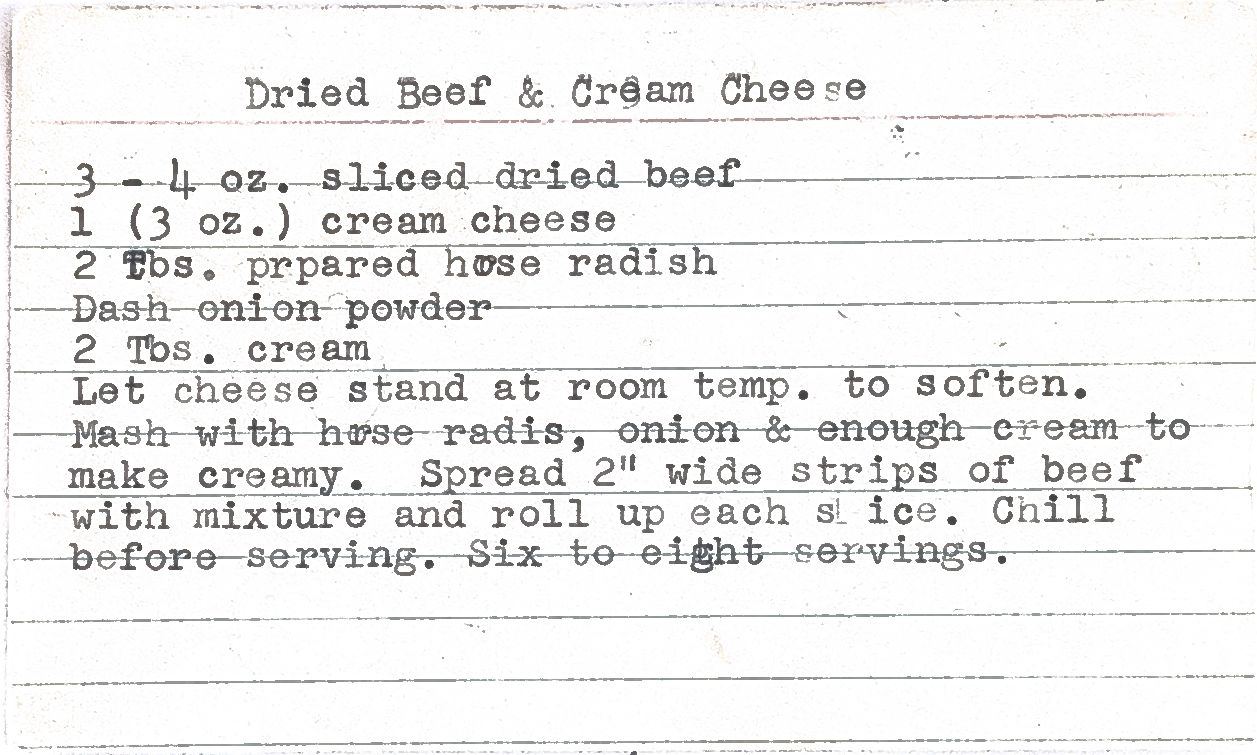 Dried Beef & Cream Cheese
3 - 4 oz. sliced dried beef
1 (3 oz.) cream cheese
2 Tbs. prpared horse radish
Dash onion powder
2 Tbs. cream
Let cheese stand at room temp. to soften.
Mash with horse radis, onion & enough cream to
make creamy. Spread 2" wide strips of beef
with mixture and roll up each slice. Chill
before serving. Six to eight servings.